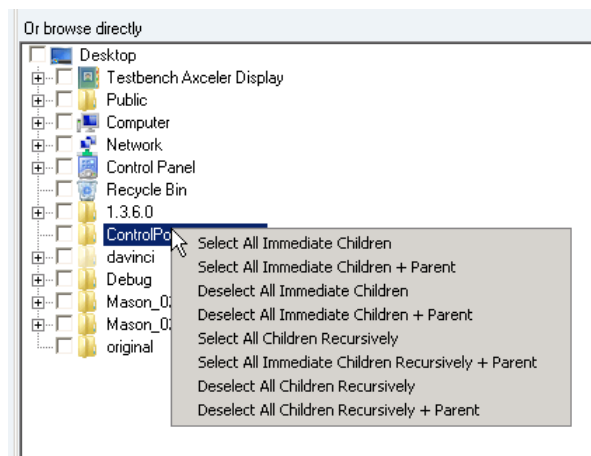 Or browse directly
Desktop
Testbench Axceler Display
Public
Computer
Network
Control Panel
Recycle Bin
1.3.6.0
ControlPo
davinci
Debug
Mason_0
Mason_0
original
Select All Immediate Children
Select All Immediate Children + Parent
Deselect All Immediate Children
Deselect All Immediate Children + Parent
Select All Children Recursively
Select All Immediate Children Recursively + Parent
Deselect All Children Recursively
Deselect All Children Recursively + Parent